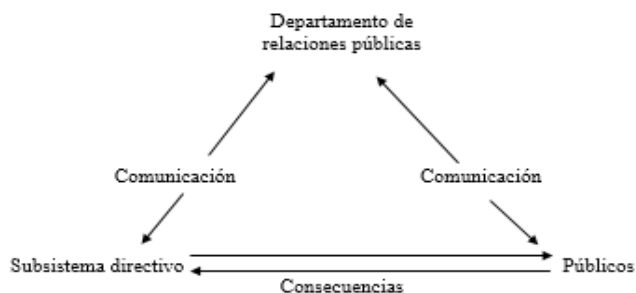 Departamento de
relaciones públicas
Comunicación
Comunicación
Subsistema directivo
Públicos
Consecuencias